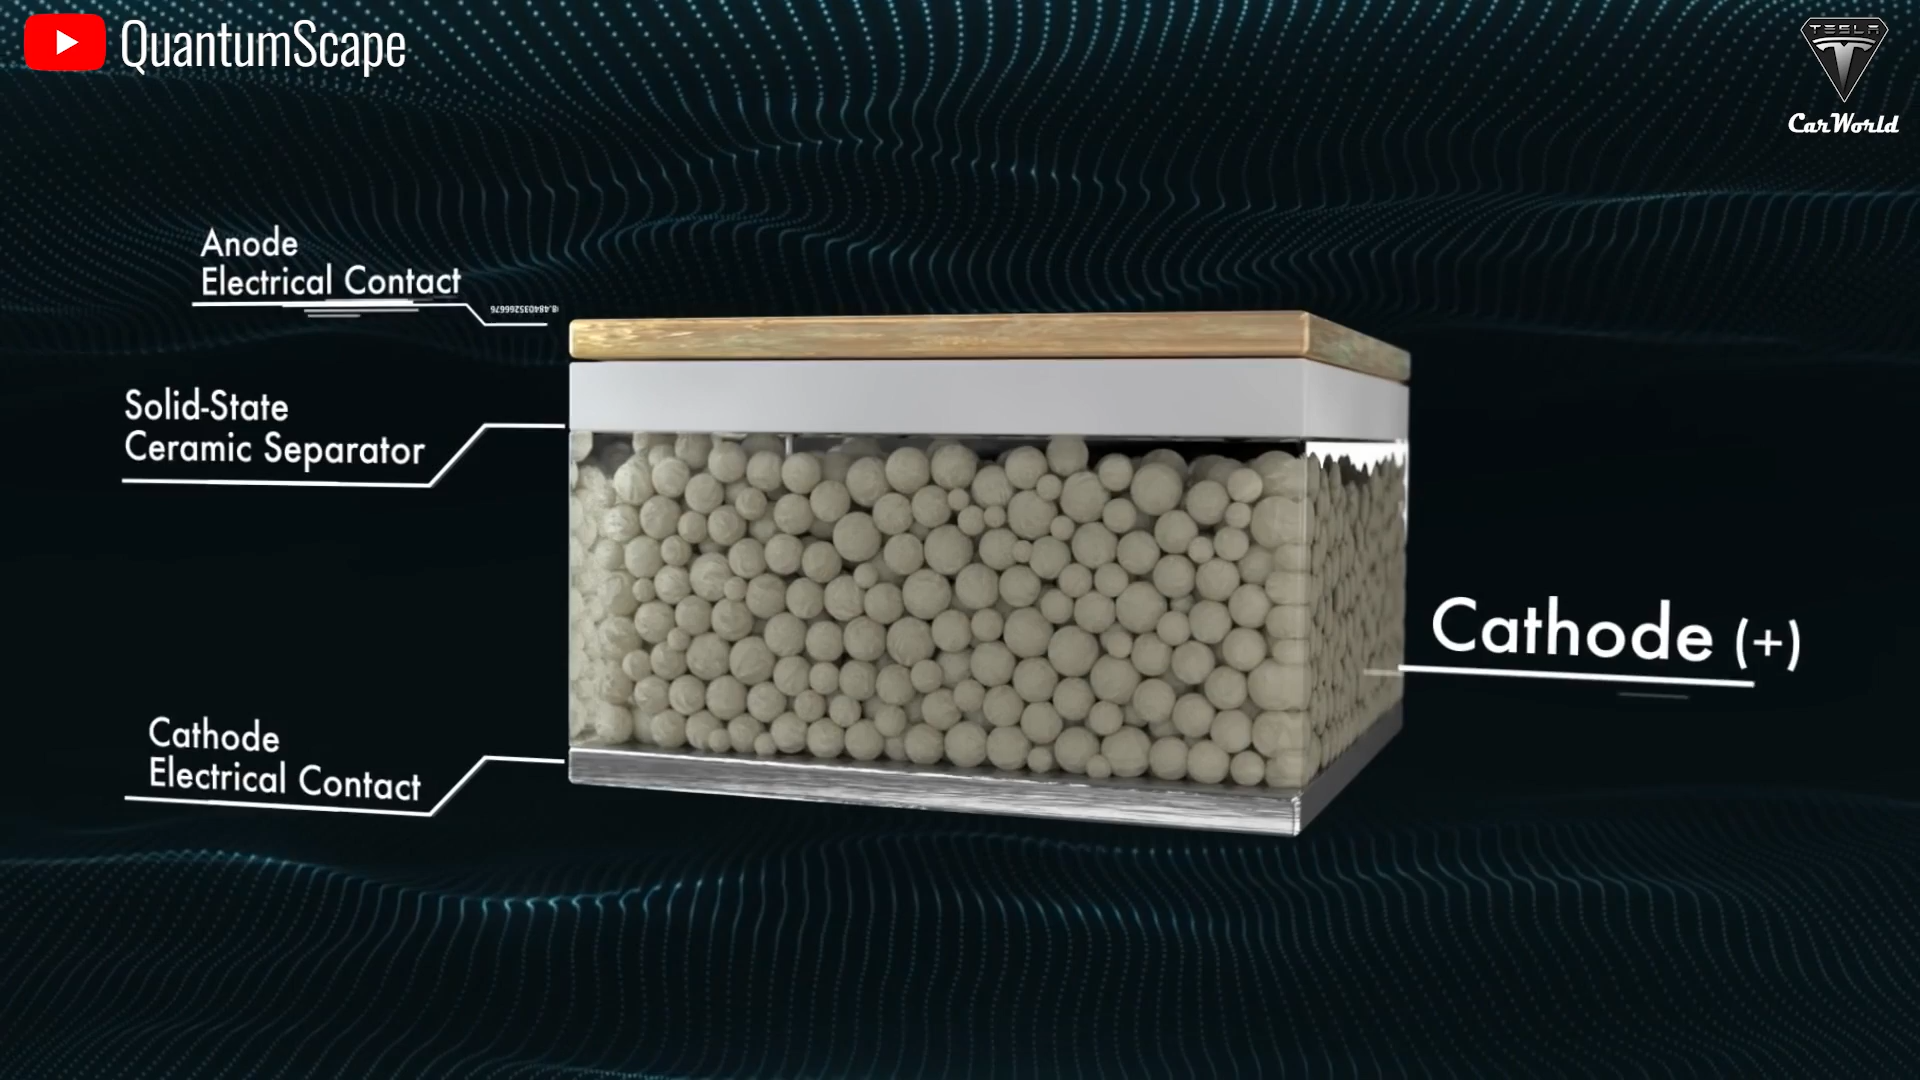 QuantumScape
TESLA
CarWorld
Anode
Electrical Contact
Solid-State
Ceramic Separator
Cathode (+)
Cathode
Electrical Contact